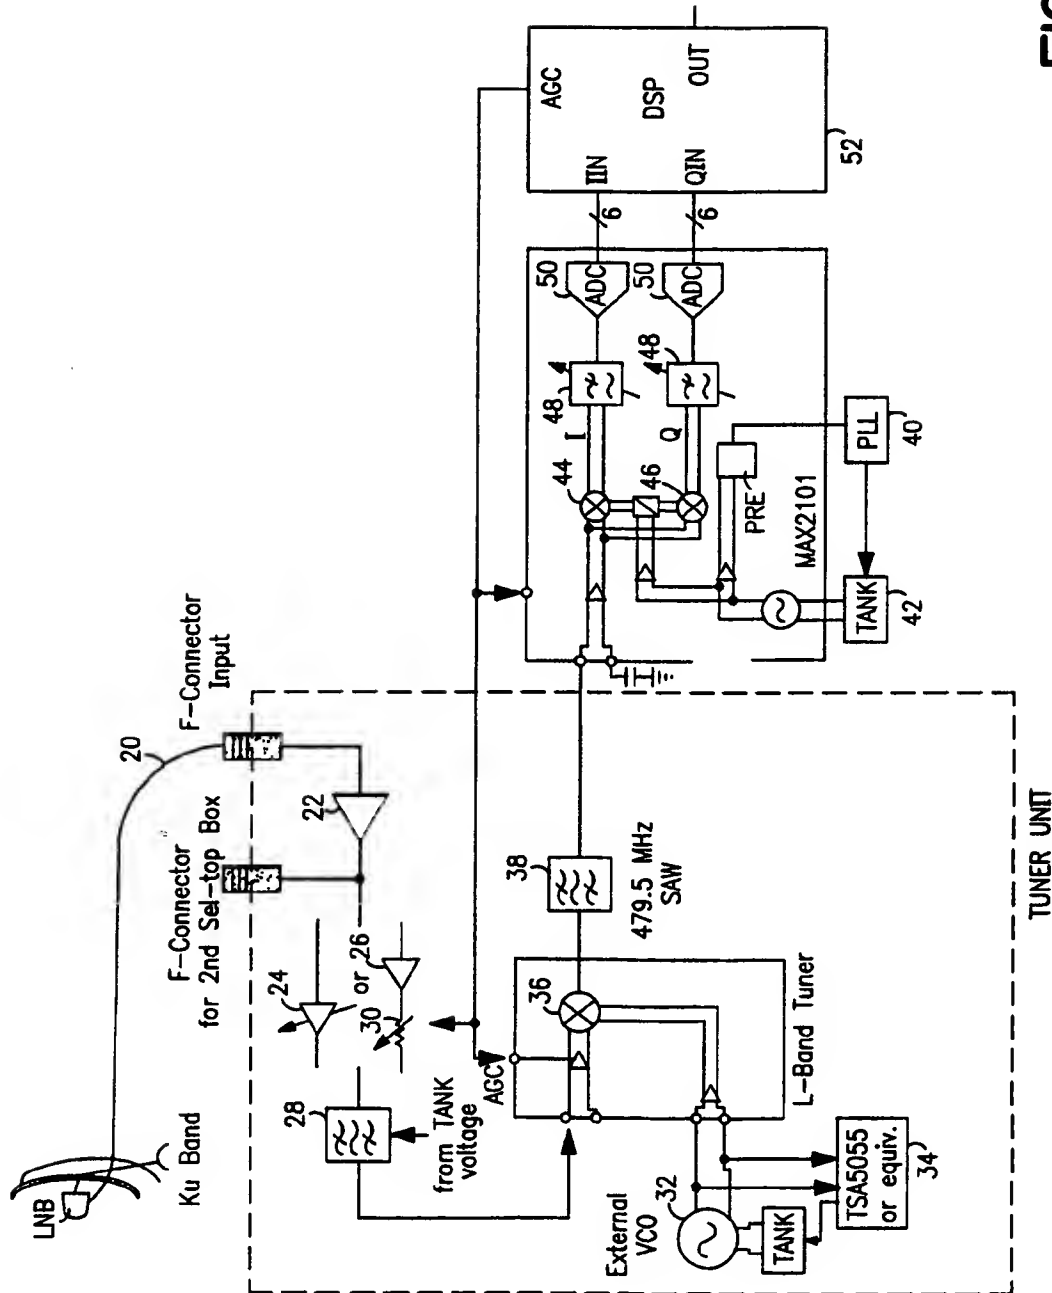 FIG
LNB
Ku Band
20
F-Connector
Input
F-Connector
for 2nd Sel-top Box
22
24
or
26
30
28
from TANK
voltage
AGC
36
L-Band Tuner
38
479.5 MHz
SAW
External
VCO
32
TANK
TSA5055
or equiv.
34
TUNER UNIT
44
I
48
50
ADC
6
46
Q
48
50
ADC
6
PRE
MAX2101
TANK
42
PLL
40
AGC
IIN
DSP
QIN
OUT
52